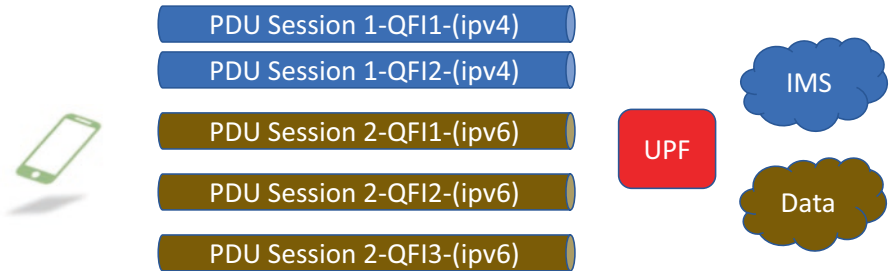 PDU Session 1-QFI1-(ipv4)
PDU Session 1-QFI2-(ipv4)
PDU Session 2-QFI1-(ipv6)
PDU Session 2-QFI2-(ipv6)
PDU Session 2-QFI3-(ipv6)
UPF
IMS
Data